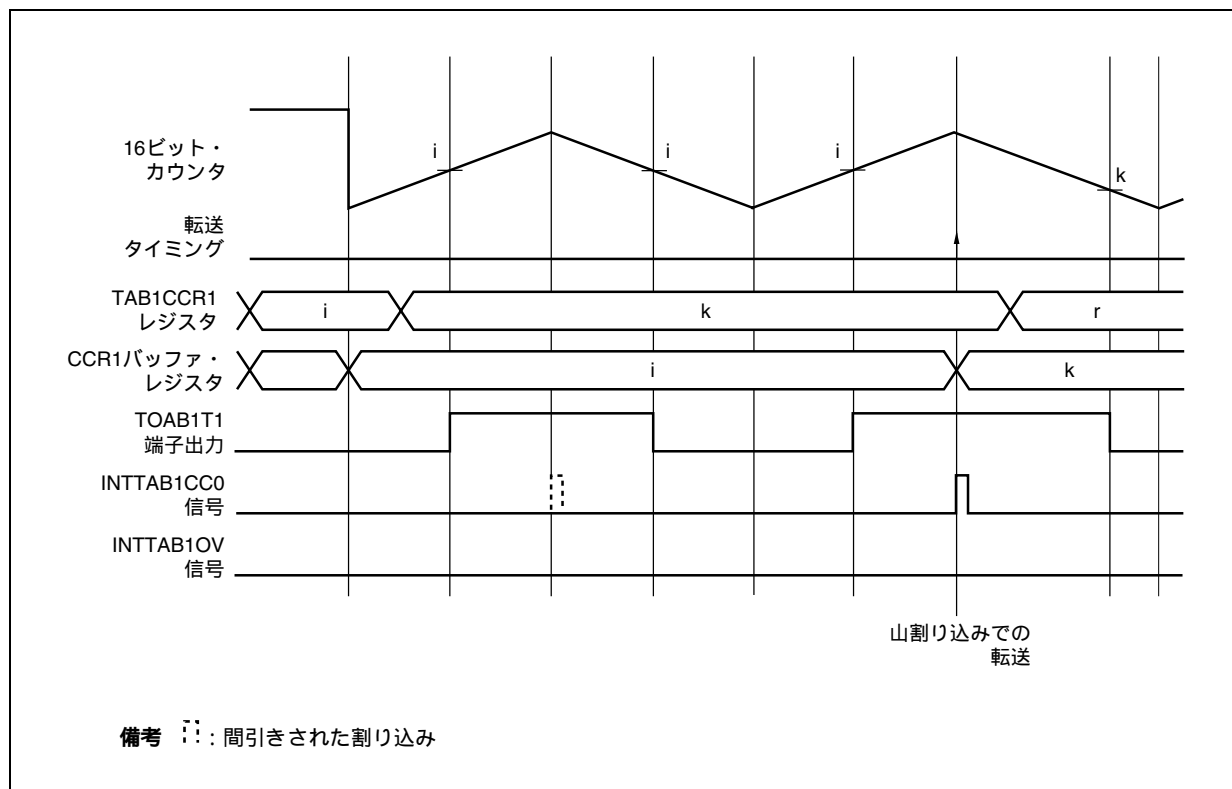 16ビット・
カウンタ
i
i
i
k
転送
タイミング
TAB1CCR1
レジスタ
i
k
r
CCR1バッファ・
レジスタ
i
k
TOAB1T1
端子出力
INTTAB1CC0
信号
INTTAB1OV
信号
山割り込みでの
転送
備考 : 間引きされた割り込み